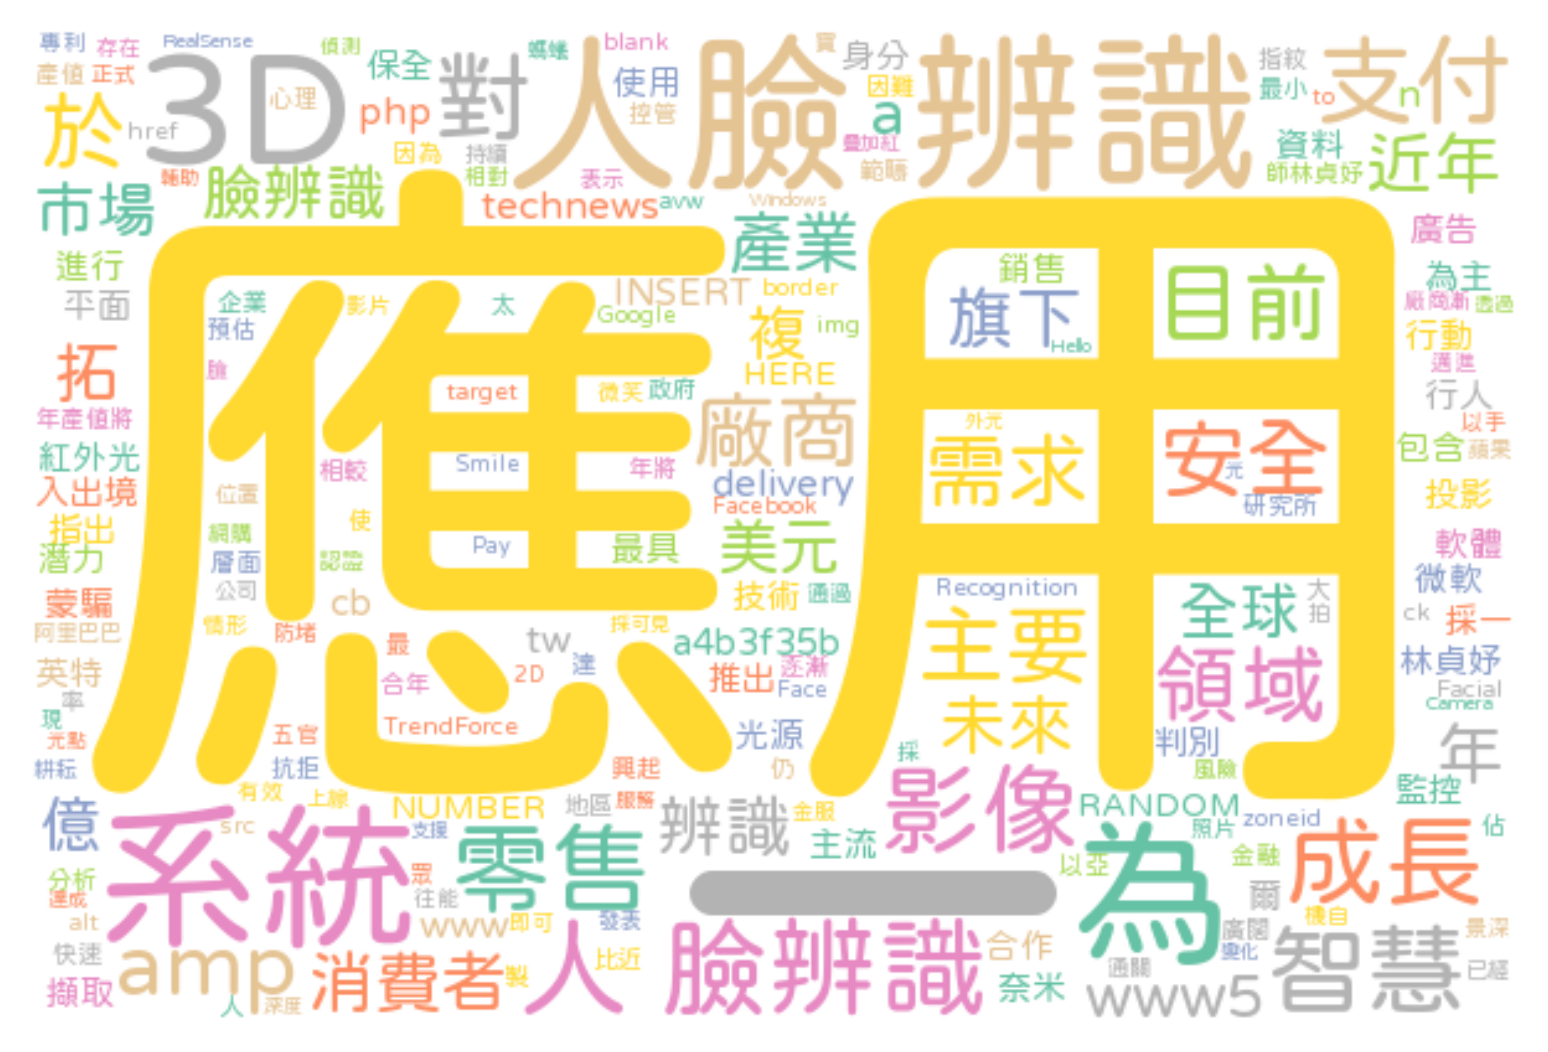 專利 存在 RealSense 偵測 螞蟻 blank 買 身分 指紋 支付
產值 正式 3D 心理 保全 對 人臉辨識 使用 因難 最小 to n
於 href php 控管 a 資料 近年
因為 持續 疊加紅
輔助 相對 表示 範疇 師林貞妤
市場 臉辨識 technews avw Windows 廣告
產業
進行 應用 銷售 目前 為主
平面 企業 影片 太 INSERT border 旗下 廠商漸 透過
預估 Google 複 img Hello 行動
拓 臉 HERE 邁進
target 微笑 政府 廠商 行人
年產值將 外元 安全 以手
紅外光 相較 Smile 年將 需求 包含 蘋果
入出境 位置 delivery 元 投影
指出 使 Facebook 研究所
網購 Pay 最具 美元 軟體
潛力 層面 認證 微軟
公司 cb 技術 通過 Recognition 全球 大拍 ck 採一
蒙騙
阿里巴巴 情形 防堵 最 tw 採可見 a4b3f35b 主要 林貞妤
英特 合年 2D 達 推出 逐漸 Face 領域 Facial
率 Camera
現 TrendForce 未來 年
光點 五官 光源 判別
耕耘 抗拒 興起 仍 採 風險
有效 上線 NUMBER 地區 服務 影像 RANDOM 監控
億 系統 src 支援 零售 辨識 金服 主流 照片 zoneid 成長 佔
分析 眾 以亞 金融
達成 往能 一 為 爾
alt www 即可 發表 廣闊 機自 景深
快速 amp 消費者 人臉辨識 比近 合作 變化 智慧
製 通關 已經
擷取 人 深度 奈米 www5